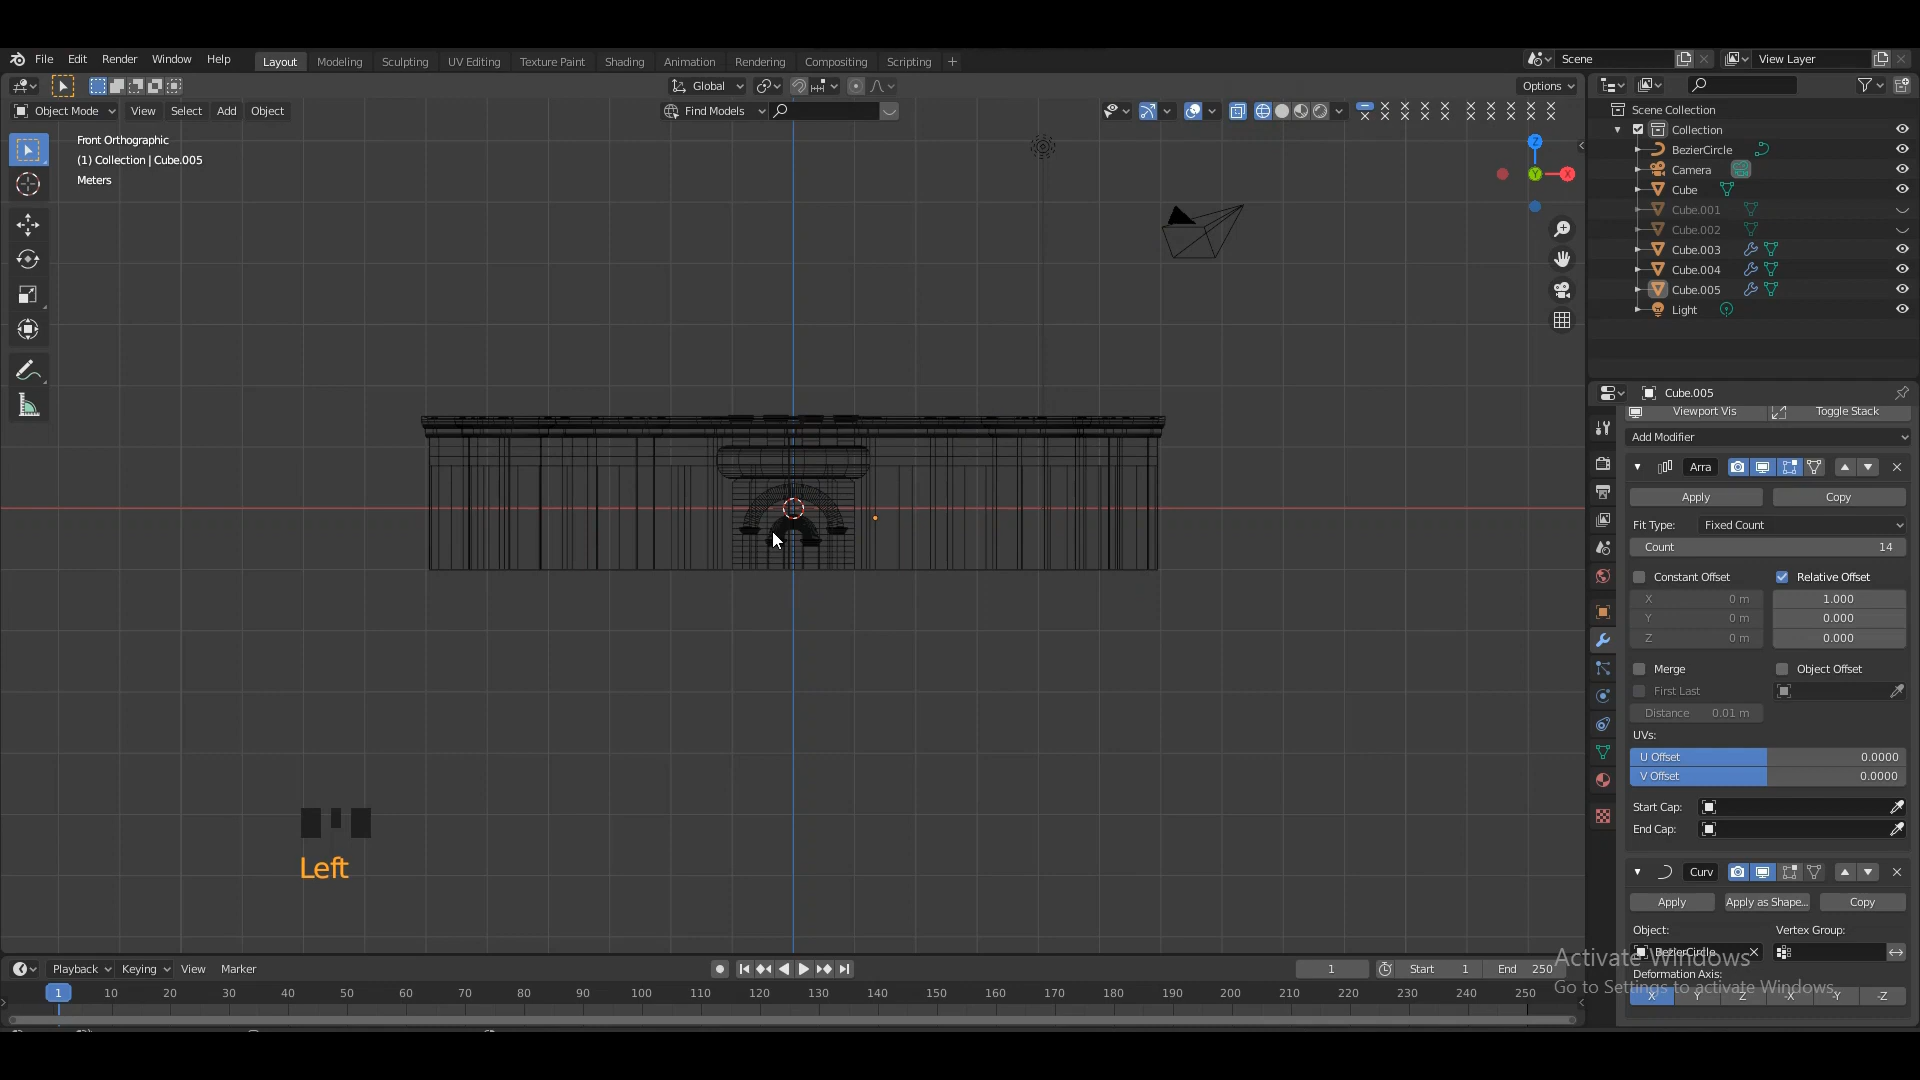 File Edit Render Window Help Layout Modeling Sculpting UV Editing Texture Paint Shading Animation Rendering Compositing Scripting + Scene View Layer
Global Options
Object Mode View Select Add Object Find Models
Front Orthographic
(1) Collection | Cube.005
Meters
Z
X
Y
Left
Scene Collection
Collection
BezierCircle
Camera
Cube
Cube.001
Cube.002
Cube.003
Cube.004
Cube.005
Light
Cube.005
Viewport Vis Toggle Stack
Add Modifier
Arra
Apply Copy
Fit Type: Fixed Count
Count 14
Constant Offset Relative Offset
X 0 m 1.000
Y 0 m 0.000
Z 0 m 0.000
Merge Object Offset
First Last
Distance 0.01 m
UVs:
U Offset 0.0000
V Offset 0.0000
Start Cap:
End Cap:
Curv
Apply Apply as Shape... Copy
Object: Vertex Group:
BezierCircle
Deformation Axis:
X Y Z -X -Y -Z
Activate Windows
Go to Settings to activate Windows.
Playback Keying View Marker 1 Start 1 End 250
1 10 20 30 40 50 60 70 80 90 100 110 120 130 140 150 160 170 180 190 200 210 220 230 240 250